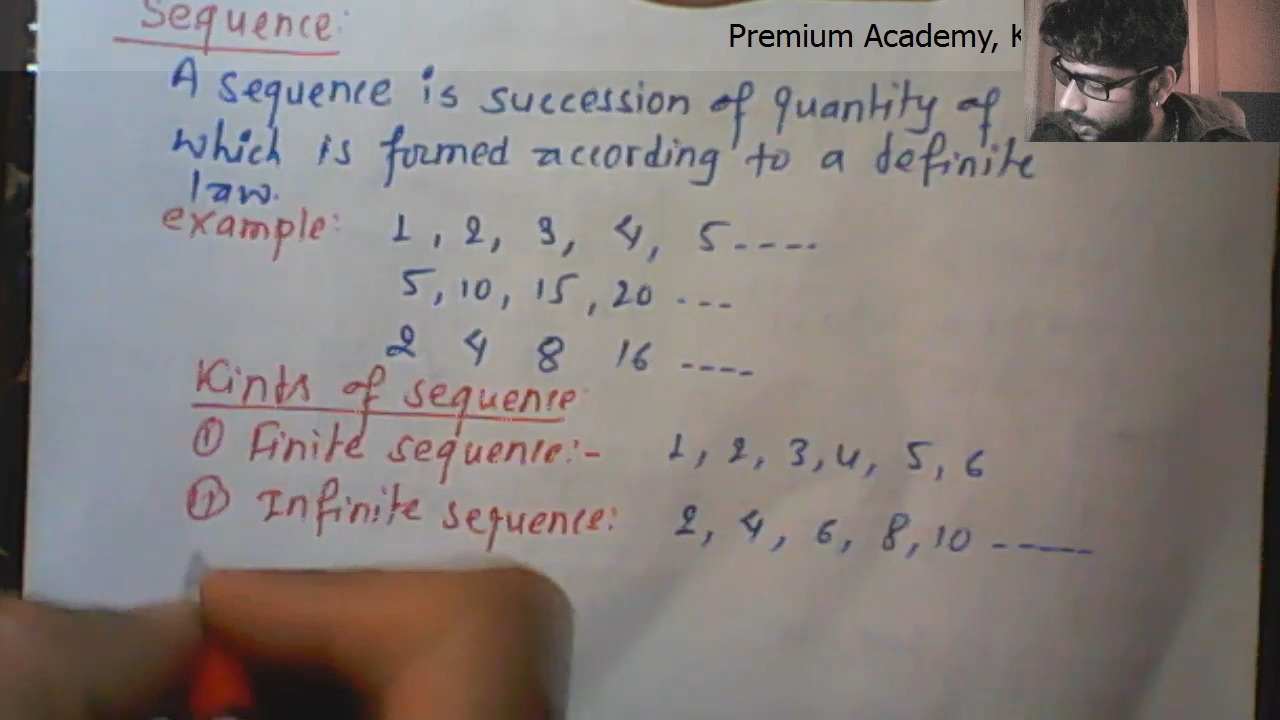 Sequence:
Premium Academy, K
A sequence is succession of quantity of
which is formed according to a definite
law.
example: 1, 2, 3, 4, 5-----
5, 10, 15, 20 ----
2 4 8 16 ----
Kinds of sequence:
① Finite sequence:- 1, 2, 3, 4, 5, 6
② Infinite sequence: 2, 4, 6, 8, 10 -----